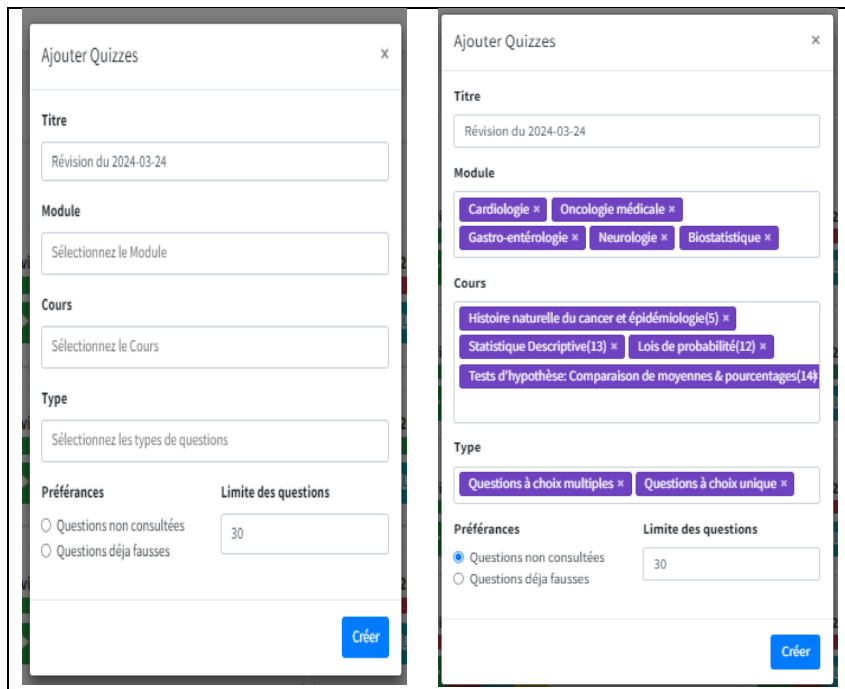 Ajouter Quizzes ×
Titre
Révision du 2024-03-24
Module
Sélectionnez le Module
Cours
Sélectionnez le Cours
Type
Sélectionnez les types de questions
Préférances Limite des questions
Questions non consultées
30
Questions déja fausses
Créer
Ajouter Quizzes ×
Titre
Révision du 2024-03-24
Module
Cardiologie × Oncologie médicale ×
Gastro-entérologie × Neurologie × Biostatistique ×
Cours
Histoire naturelle du cancer et épidémiologie(5) ×
Statistique Descriptive(13) × Lois de probabilité(12) ×
Tests d'hypothèse: Comparaison de moyennes & pourcentages(14)
Type
Questions à choix multiples × Questions à choix unique ×
Préférances Limite des questions
Questions non consultées
30
Questions déja fausses
Créer